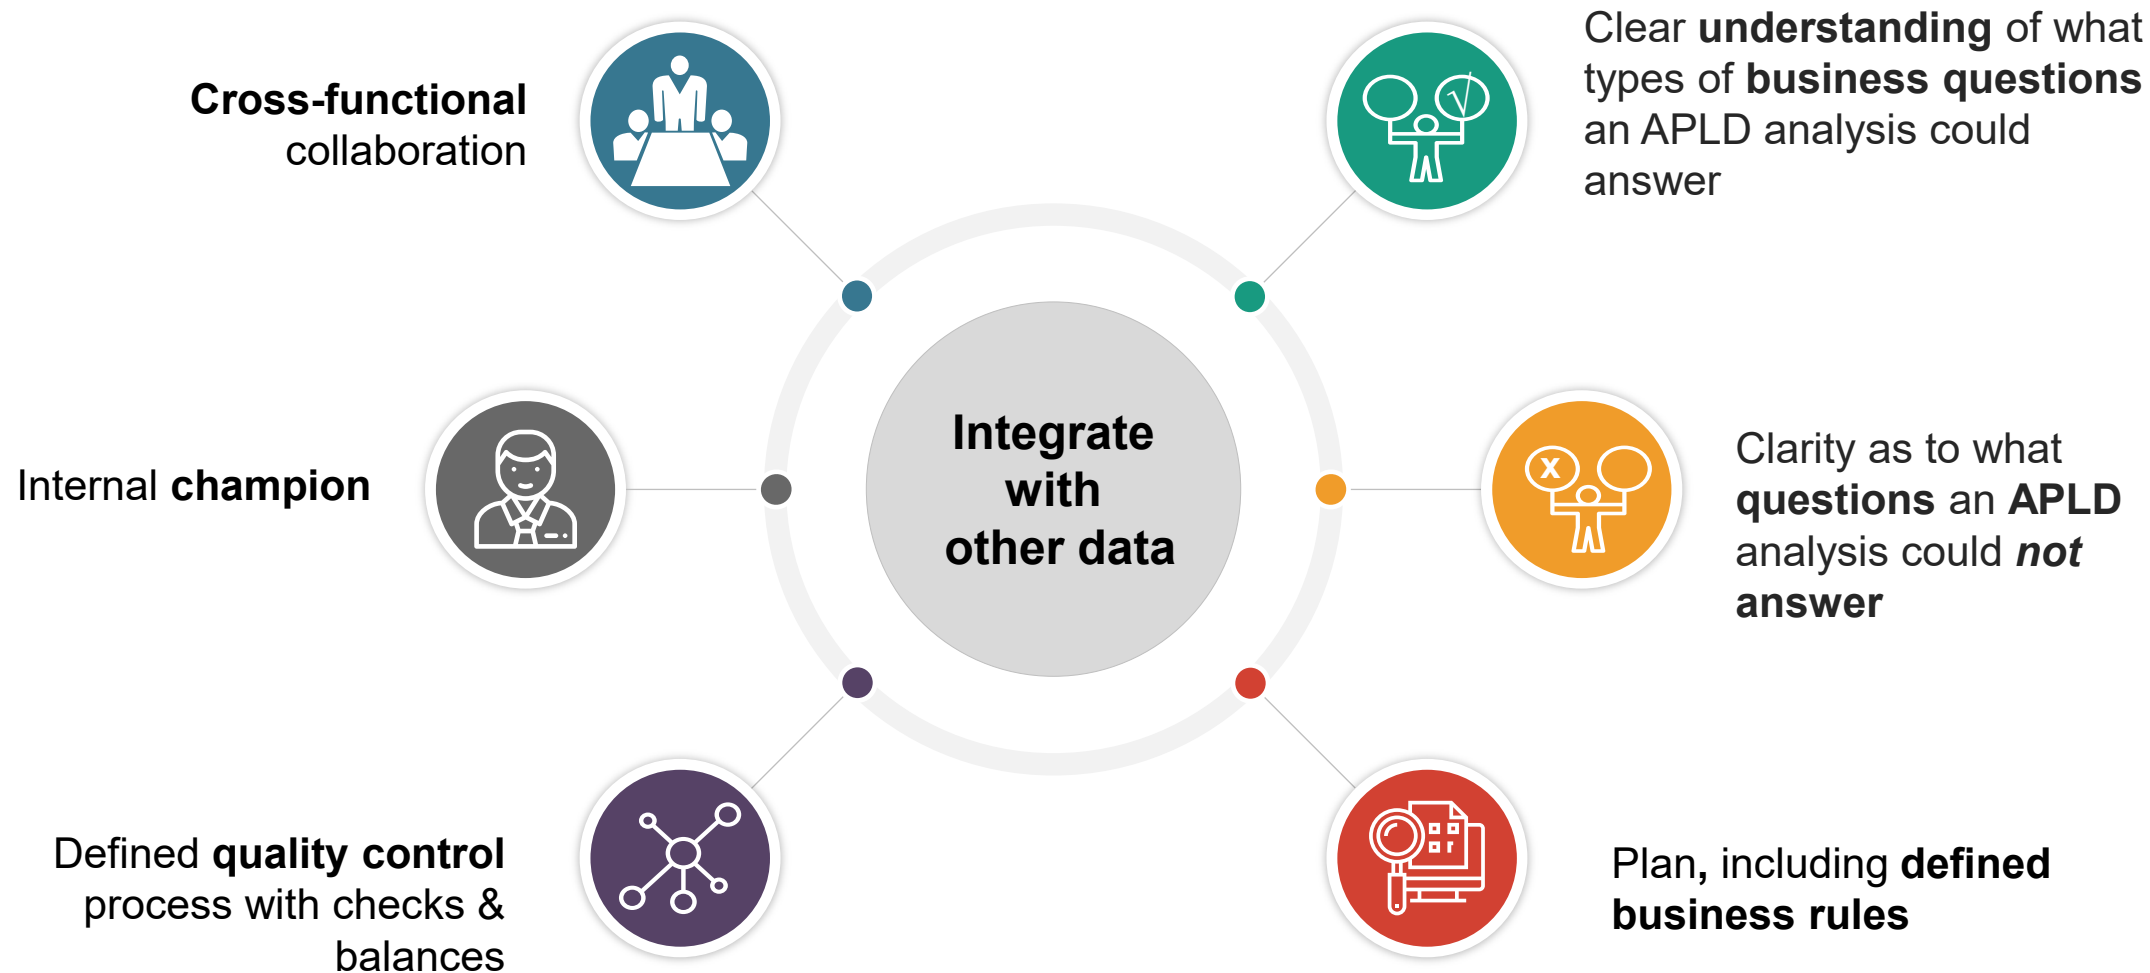 Cross-functional
collaboration
Clear understanding of what
types of business questions
an APLD analysis could
answer
Internal champion
Integrate
with
other data
x
Clarity as to what
questions an APLD
analysis could not
answer
Defined quality control
process with checks &
balances
Plan, including defined
business rules